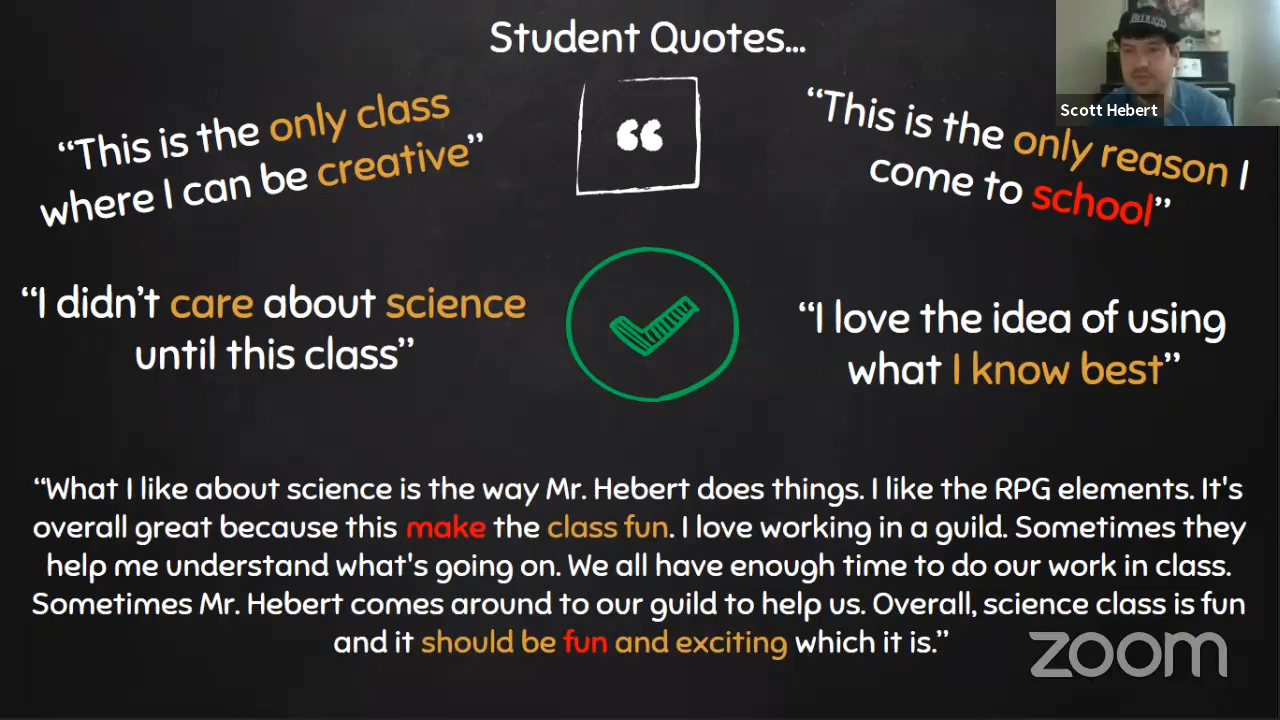 Student Quotes...
“This is the only class
where I can be creative”
“This is the only reason I
come to school”
Scott Hebert
“I didn’t care about science
until this class”
“I love the idea of using
what I know best”
“What I like about science is the way Mr. Hebert does things. I like the RPG elements. It's
overall great because this make the class fun. I love working in a guild. Sometimes they
help me understand what's going on. We all have enough time to do our work in class.
Sometimes Mr. Hebert comes around to our guild to help us. Overall, science class is fun
and it should be fun and exciting which it is.”
zoom